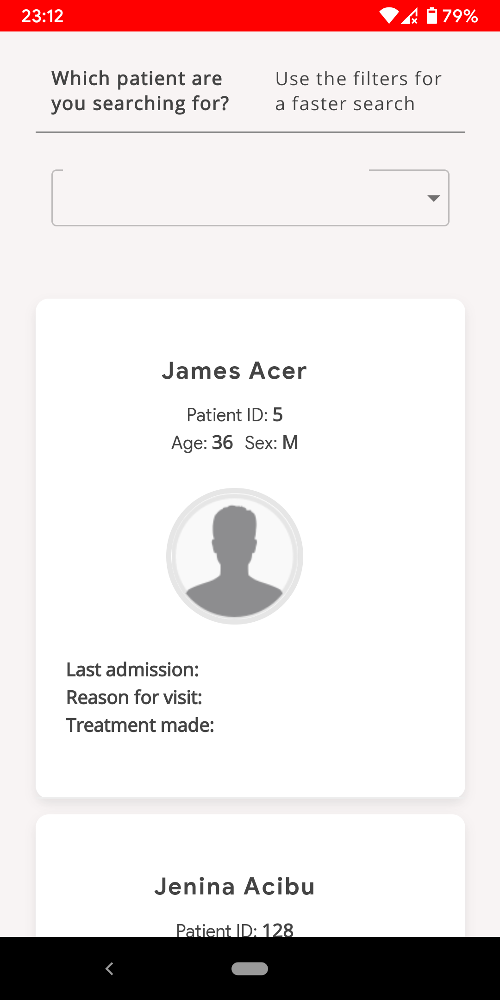 23:12
79%
Which patient are
you searching for?
Use the filters for
a faster search
James Acer
Patient ID: 5
Age: 36 Sex: M
Last admission:
Reason for visit:
Treatment made:
Jenina Acibu
Patient ID: 128